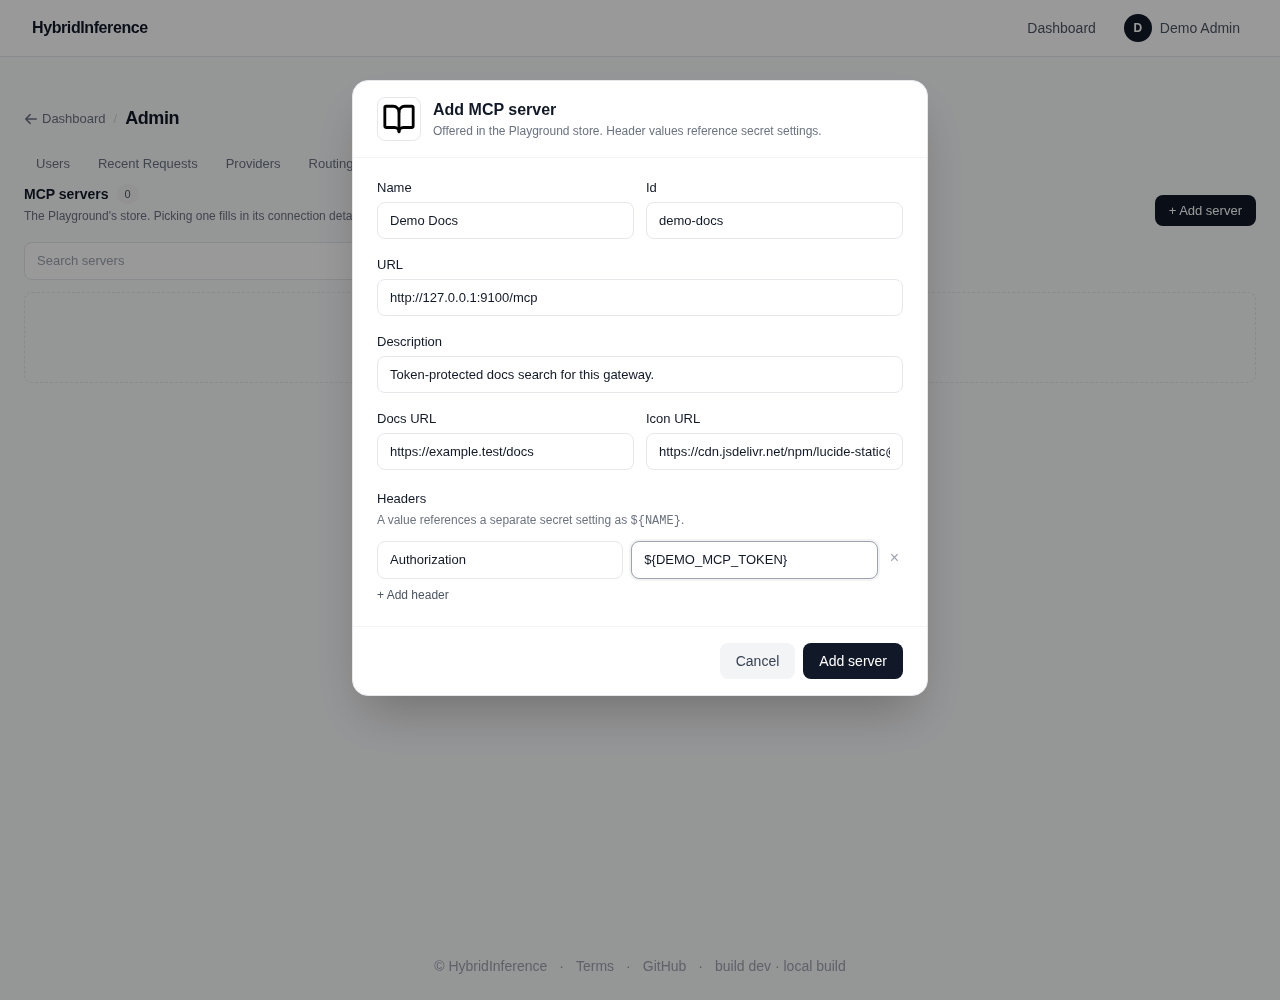 HybridInference
Dashboard
D
Demo Admin
Dashboard / Admin
Users
Recent Requests
Providers
Routing
MCP servers 0
The Playground's store. Picking one fills in its connection deta
+ Add server
Search servers
Add MCP server
Offered in the Playground store. Header values reference secret settings.
Name
Id
Demo Docs
demo-docs
URL
http://127.0.0.1:9100/mcp
Description
Token-protected docs search for this gateway.
Docs URL
Icon URL
https://example.test/docs
https://cdn.jsdelivr.net/npm/lucide-static@
Headers
A value references a separate secret setting as ${NAME}.
Authorization
${DEMO_MCP_TOKEN}
×
+ Add header
Cancel
Add server
© HybridInference · Terms · GitHub · build dev · local build